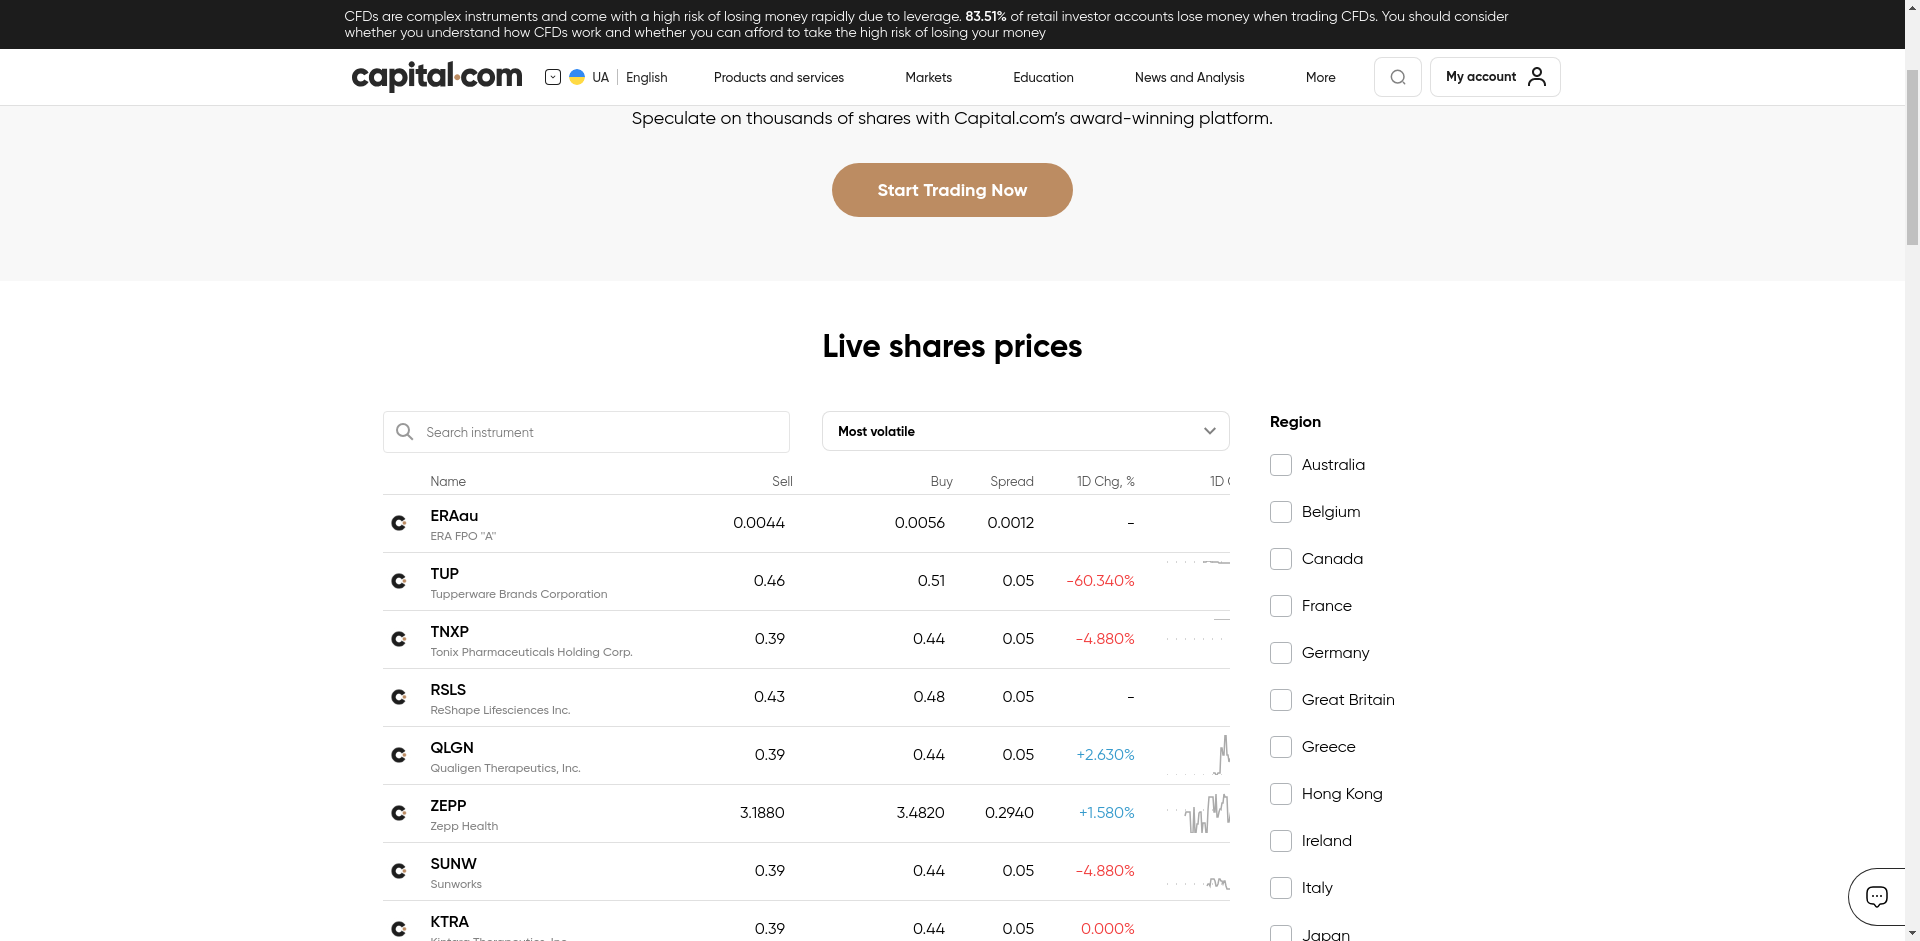 CFDs are complex instruments and come with a high risk of losing money rapidly due to leverage. 83.51% of retail investor accounts lose money when trading CFDs. You should consider
whether you understand how CFDs work and whether you can afford to take the high risk of losing your money
capital.com
UA English
Products and services
Markets
Education
News and Analysis
More
My account
Speculate on thousands of shares with Capital.com’s award-winning platform.
Start Trading Now
Live shares prices
Search instrument
Most volatile
Name Sell Buy Spread 1D Chg, % 1D
ERAau 0.0044 0.0056 0.0012 -
ERA FPO "A"
TUP 0.46 0.51 0.05 -60.340%
Tupperware Brands Corporation
TNXP 0.39 0.44 0.05 -4.880%
Tonix Pharmaceuticals Holding Corp.
RSLS 0.43 0.48 0.05 -
ReShape Lifesciences Inc.
QLGN 0.39 0.44 0.05 +2.630%
Qualigen Therapeutics, Inc.
ZEPP 3.1880 3.4820 0.2940 +1.580%
Zepp Health
SUNW 0.39 0.44 0.05 -4.880%
Sunworks
KTRA 0.39 0.44 0.05 0.000%
Kintara Therapeutics, Inc.
Region
Australia
Belgium
Canada
France
Germany
Great Britain
Greece
Hong Kong
Ireland
Italy
Japan